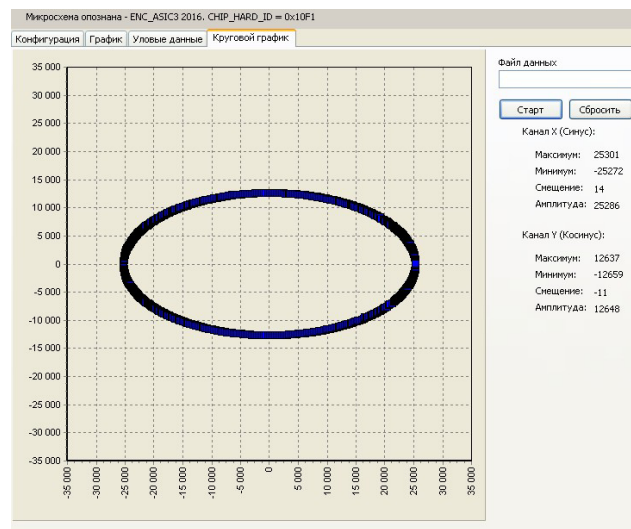 Микросхема опознана - ENC_ASIC3 2016. CHIP_HARD_ID = 0x10F1
Конфигурация График Уловые данные Круговой график
35 000
30 000
25 000
20 000
15 000
10 000
5 000
0
-5 000
-10 000
-15 000
-20 000
-25 000
-30 000
-35 000
-35 000 -30 000 -25 000 -20 000 -15 000 -10 000 -5 000 0 5 000 10 000 15 000 20 000 25 000 30 000 35 000
Файл данных
Старт Сбросить
Канал X (Синус):
Максимум: 25301
Минимум: -25272
Смещение: 14
Амплитуда: 25286
Канал Y (Косинус):
Максимум: 12637
Минимум: -12659
Смещение: -11
Амплитуда: 12648